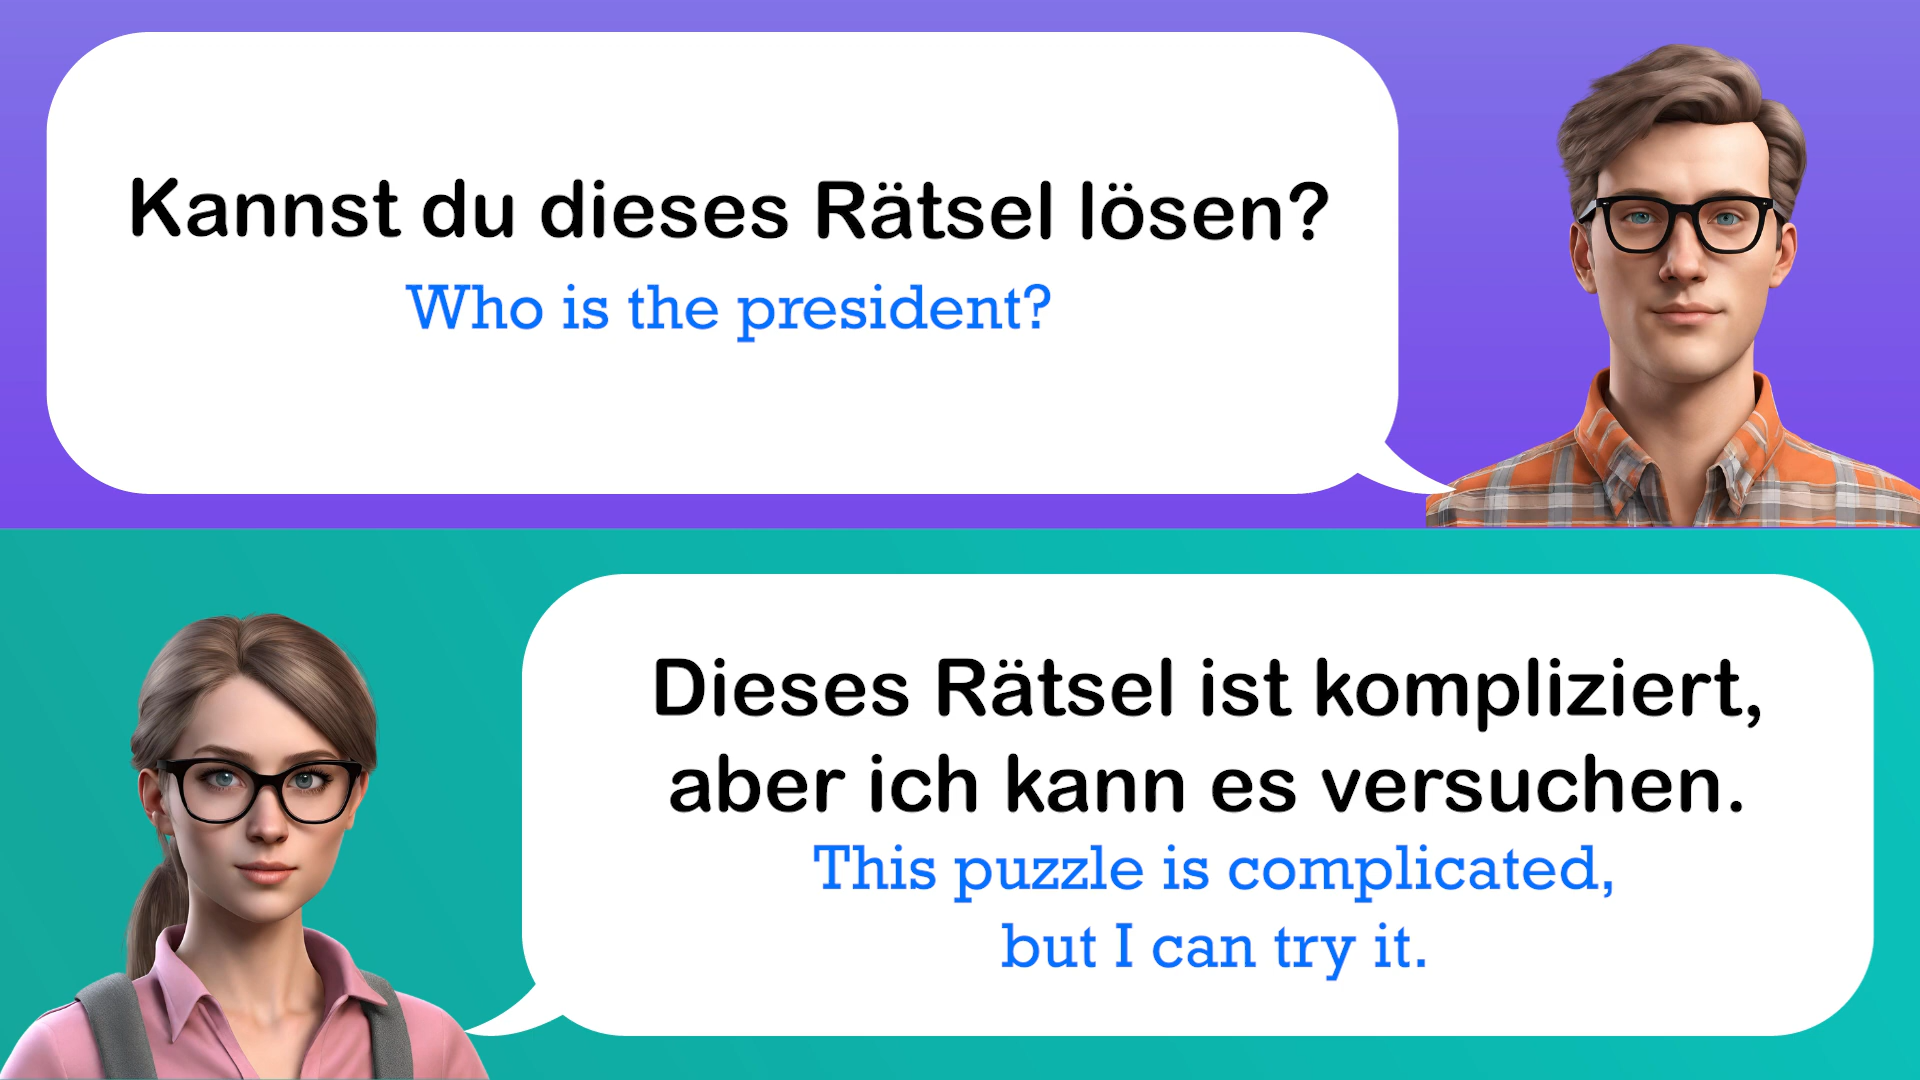 Kannst du dieses Rätsel lösen?
Who is the president?
Dieses Rätsel ist kompliziert,
aber ich kann es versuchen.
This puzzle is complicated,
but I can try it.